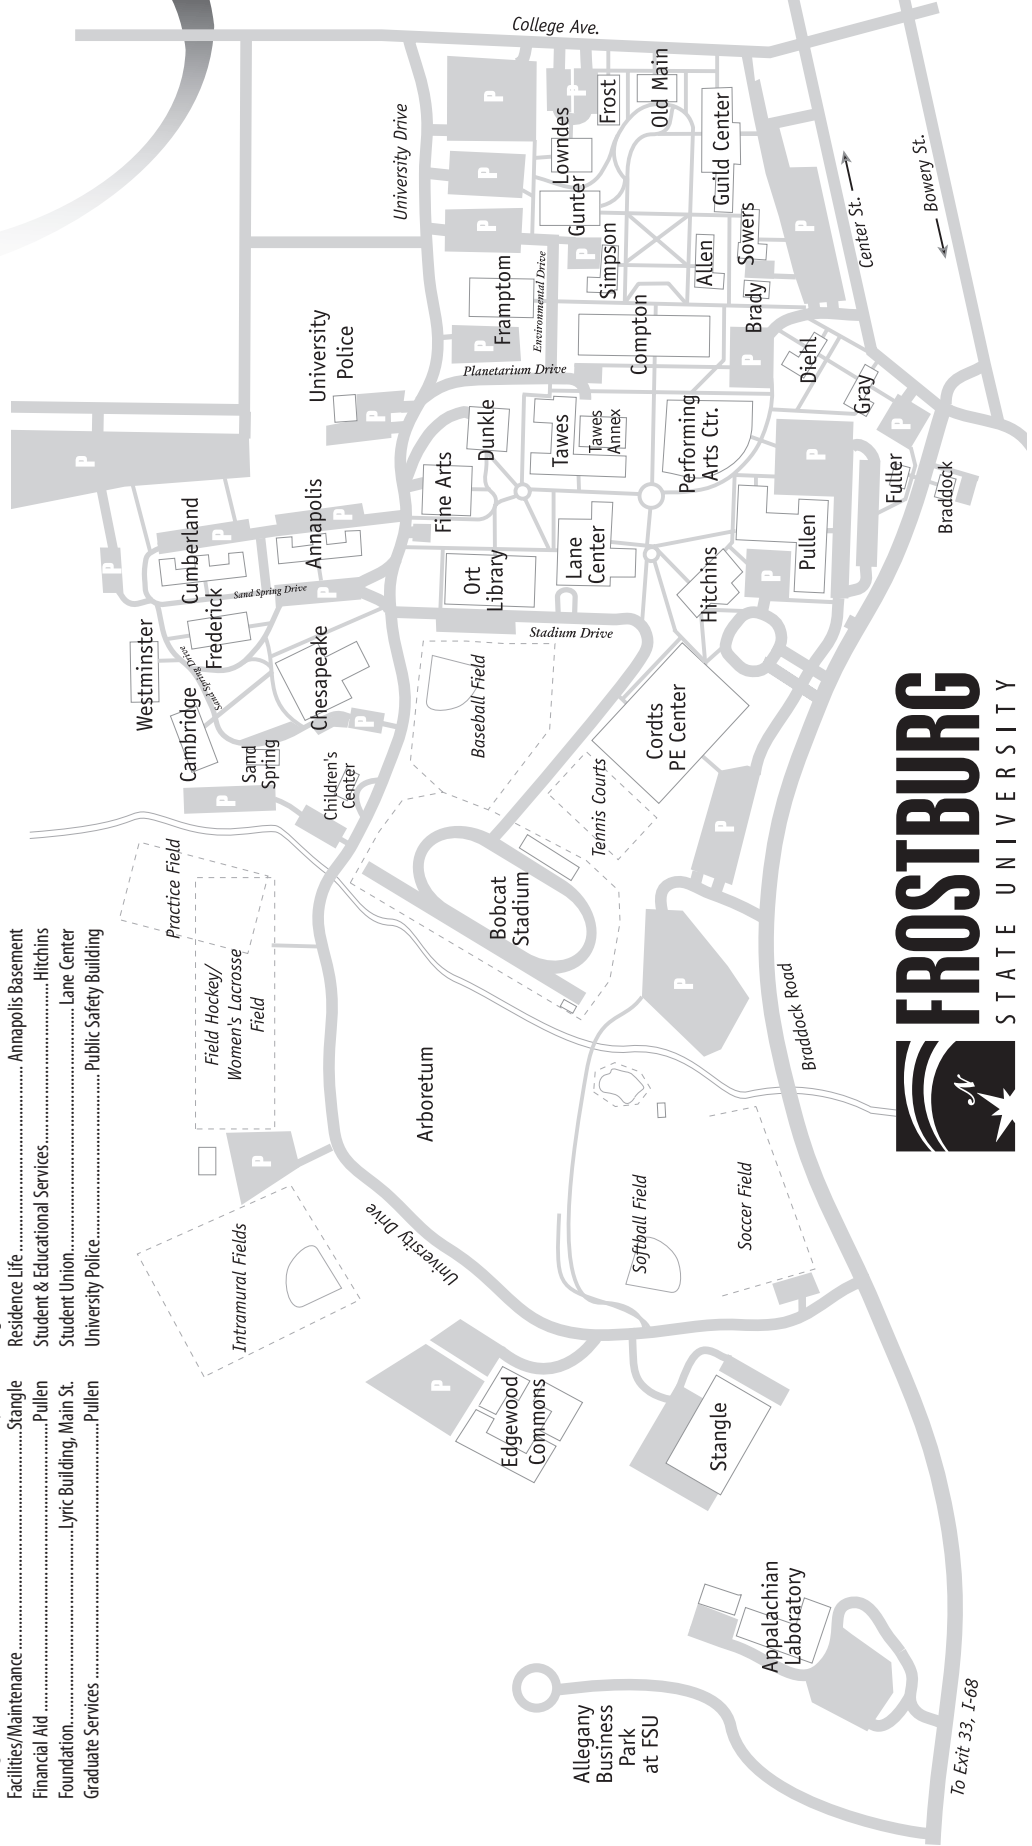 Facilities/Maintenance Stangle
Financial Aid Pullen
Foundation Lyric Building, Main St.
Graduate Services Pullen
Residence Life Annapolis Basement
Student & Educational Services Hitchins
Student Union Lane Center
University Police Public Safety Building
College Ave.
University Drive
P
P
P
P
P
Lowndes
Frost
Old Main
Gunter
Guild Center
Simpson
P
Allen
Sowers
Brady
P
Center St.
Bowery St.
Framptom
Environmental Drive
Compton
P
Planetarium Drive
University
Police
P
P
Diehl
Gray
P
Dunkle
Tawes
Tawes
Annex
Performing
Arts Ctr.
P
Fuller
Braddock
Fine Arts
Lane
Center
Ort
Library
Hitchins
P
Pullen
Stadium Drive
P
P
Cumberland
P
Annapolis
P
Sand Spring Drive
P
Frederick
Westminster
Sand Spring Drive
Cambridge
Chesapeake
P
Sand
Spring
P
Children's
Center
Baseball Field
Cordts
PE Center
Tennis Courts
P
Bobcat
Stadium
P
Practice Field
Field Hockey/
Women's Lacrosse
Field
Arboretum
Braddock Road
P
Intramural Fields
University Drive
Softball Field
Soccer Field
P
Edgewood
Commons
Stangle
Appalachian
Laboratory
Allegany
Business
Park
at FSU
To Exit 33, I-68
N
FROSTBURG
STATE UNIVERSITY